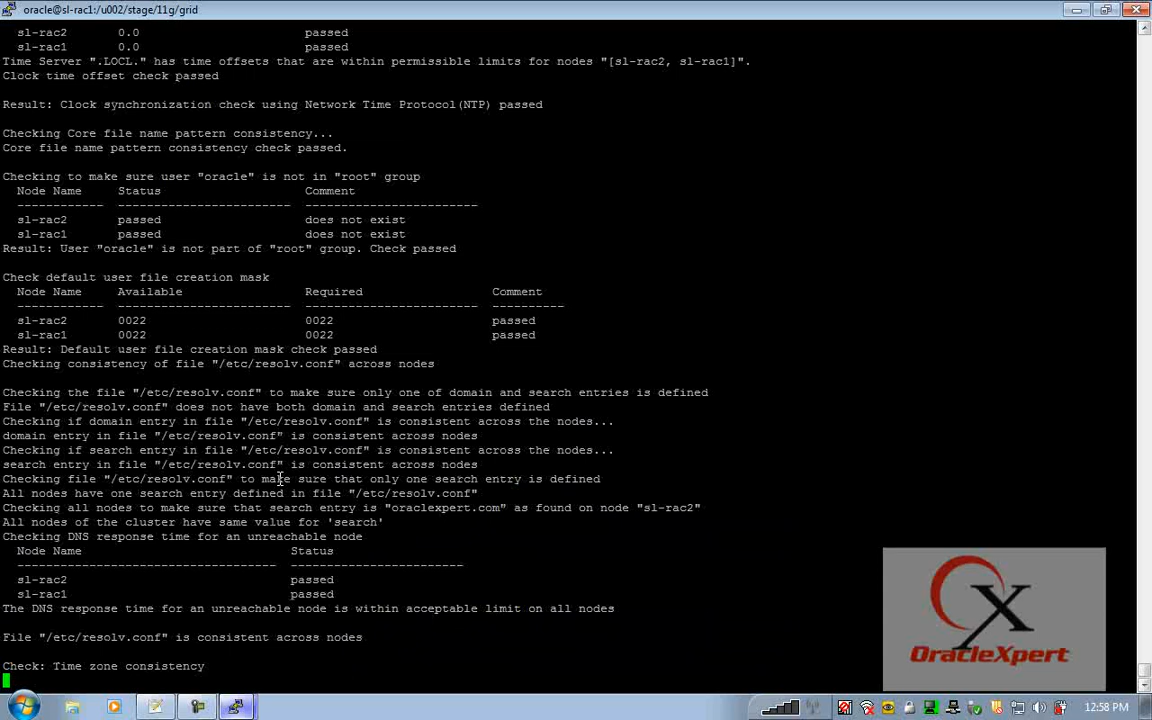 oracle@sl-rac1:/u002/stage/11g/grid
sl-rac2 0.0 passed
sl-rac1 0.0 passed
Time Server ".LOCL." has time offsets that are within permissible limits for nodes "[sl-rac2, sl-rac1]".
Clock time offset check passed
Result: Clock synchronization check using Network Time Protocol(NTP) passed
Checking Core file name pattern consistency...
Core file name pattern consistency check passed.
Checking to make sure user "oracle" is not in "root" group
Node Name Status Comment
------------ ------------------------ ------------------------
sl-rac2 passed does not exist
sl-rac1 passed does not exist
Result: User "oracle" is not part of "root" group. Check passed
Check default user file creation mask
Node Name Available Required Comment
------------ ------------------------ ------------------------ ----------
sl-rac2 0022 0022 passed
sl-rac1 0022 0022 passed
Result: Default user file creation mask check passed
Checking consistency of file "/etc/resolv.conf" across nodes
Checking the file "/etc/resolv.conf" to make sure only one of domain and search entries is defined
File "/etc/resolv.conf" does not have both domain and search entries defined
Checking if domain entry in file "/etc/resolv.conf" is consistent across the nodes...
domain entry in file "/etc/resolv.conf" is consistent across nodes
Checking if search entry in file "/etc/resolv.conf" is consistent across the nodes...
search entry in file "/etc/resolv.conf" is consistent across nodes
Checking file "/etc/resolv.conf" to make sure that only one search entry is defined
All nodes have one search entry defined in file "/etc/resolv.conf"
Checking all nodes to make sure that search entry is "oraclexpert.com" as found on node "sl-rac2"
All nodes of the cluster have same value for 'search'
Checking DNS response time for an unreachable node
Node Name Status
------------------------------------ ------------------------
sl-rac2 passed
sl-rac1 passed
The DNS response time for an unreachable node is within acceptable limit on all nodes
File "/etc/resolv.conf" is consistent across nodes
Check: Time zone consistency
OracleXpert
12:58 PM